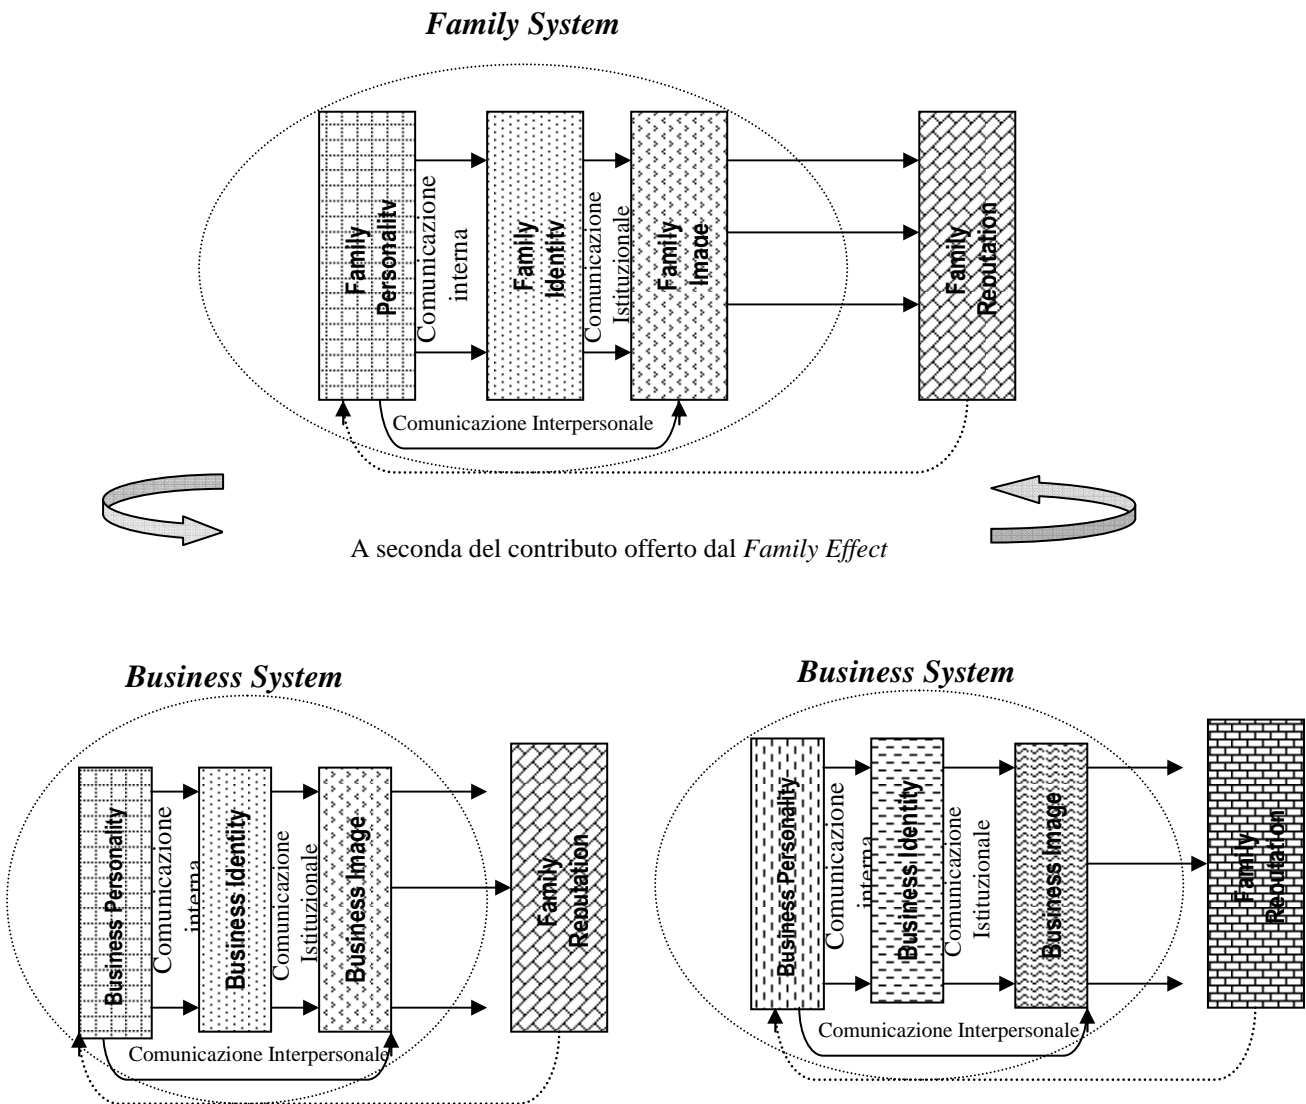 Family System
Family
Personality
Comunicazione
interna
Family
Identity
Comunicazione
Istituzionale
Family
Image
Family
Reputation
Comunicazione Interpersonale
A seconda del contributo offerto dal Family Effect
Business System
Business Personality
Comunicazione
interna
Business Identity
Comunicazione
Istituzionale
Business Image
Family
Reputation
Comunicazione Interpersonale
Business System
Business Personality
Comunicazione
interna
Business Identity
Comunicazione
Istituzionale
Business Image
Family
Reputation
Comunicazione Interpersonale